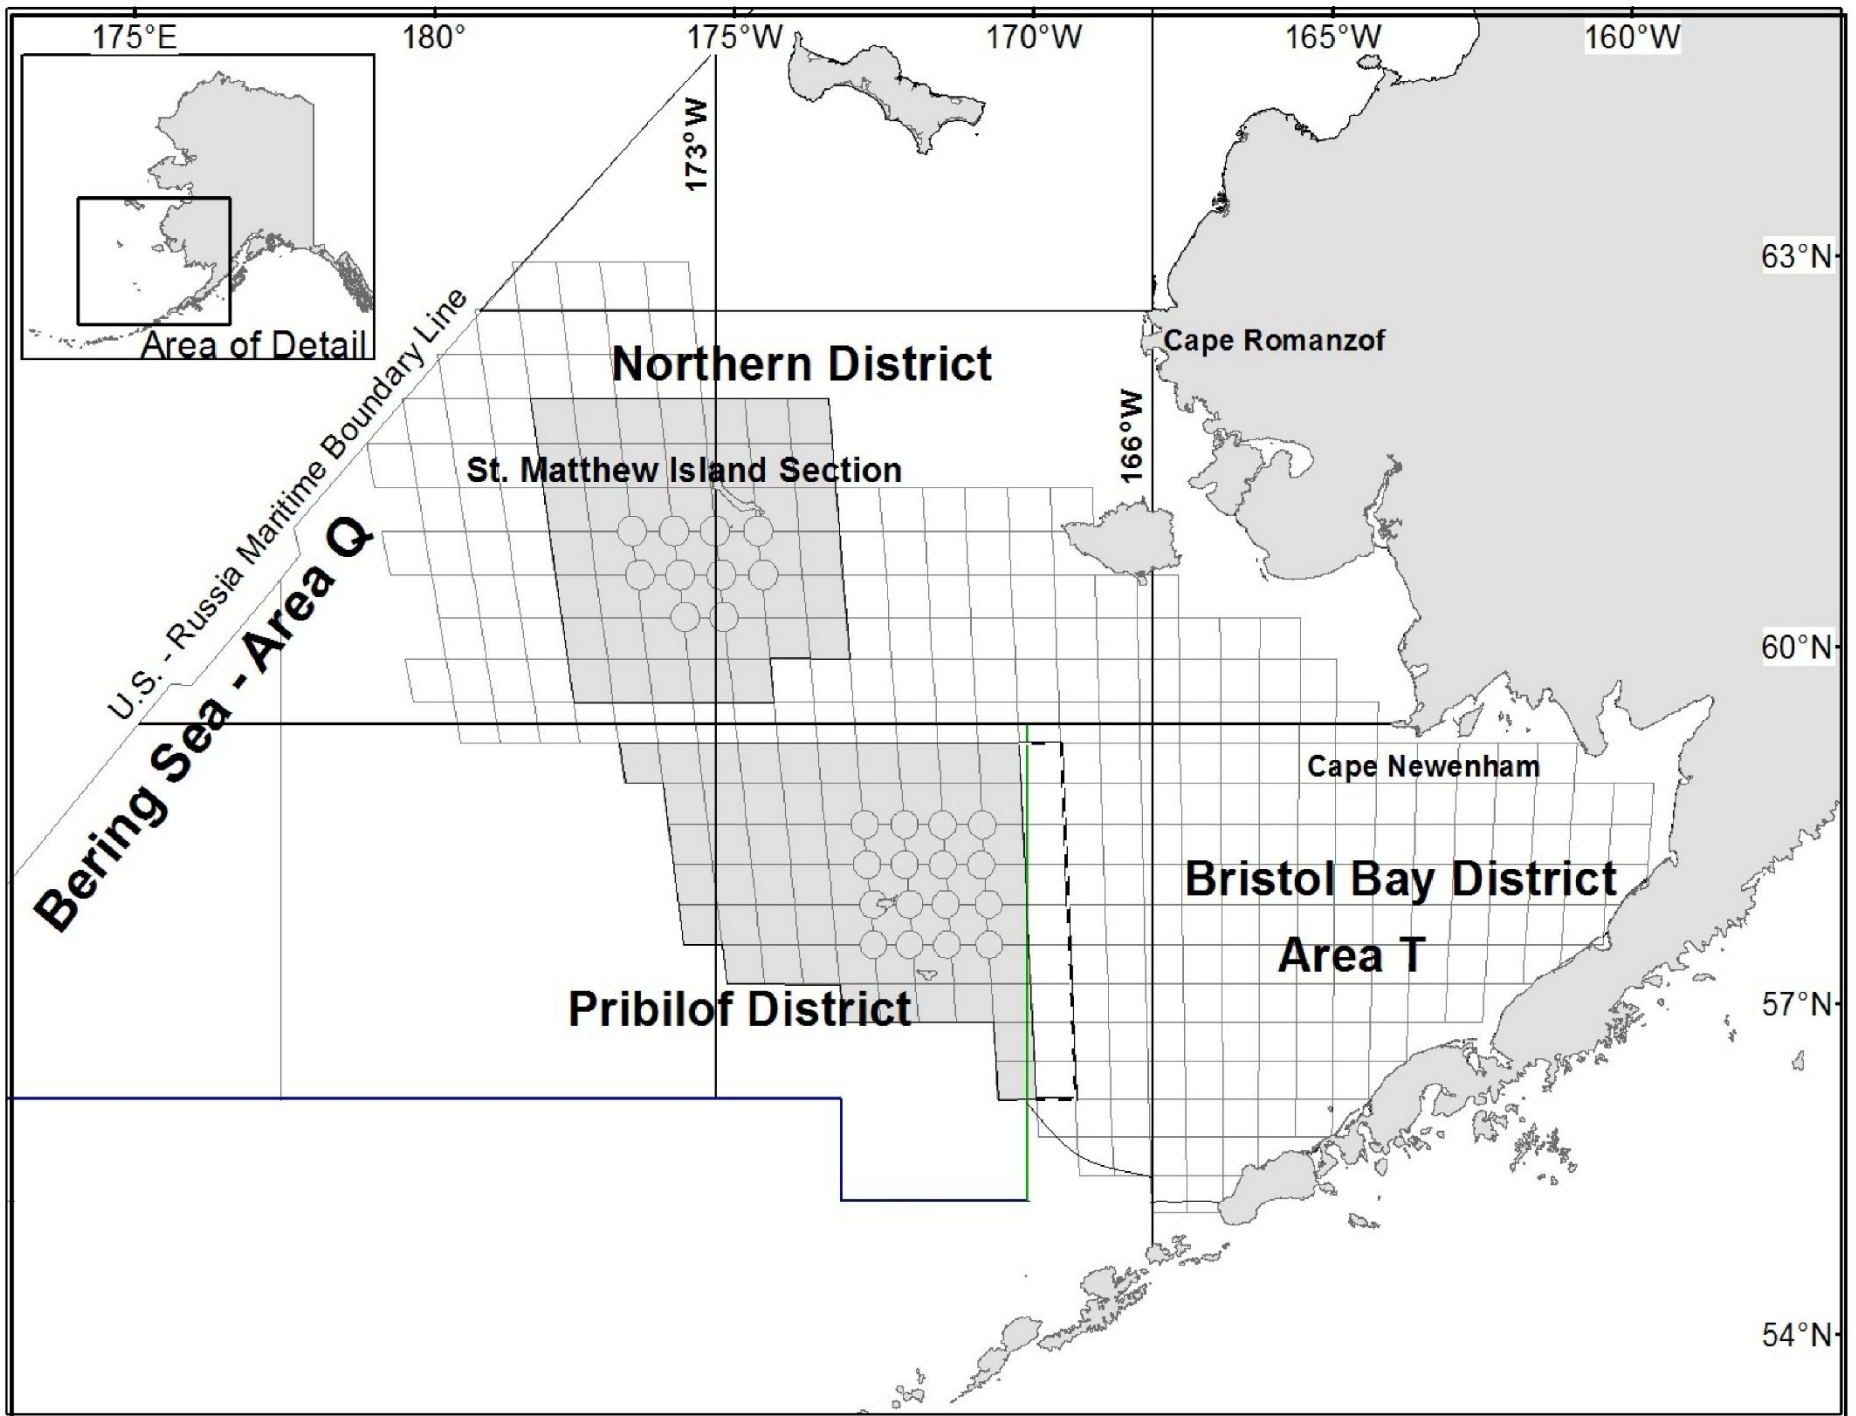 175°E
180°
175°W
170°W
165°W
160°W
173°W
63°N
Area of Detail
Cape Romanzof
Northern District
U.S. - Russia Maritime Boundary Line
166°W
St. Matthew Island Section
Bering Sea - Area Q
60°N
Cape Newenham
Bristol Bay District
Area T
Pribilof District
57°N
54°N